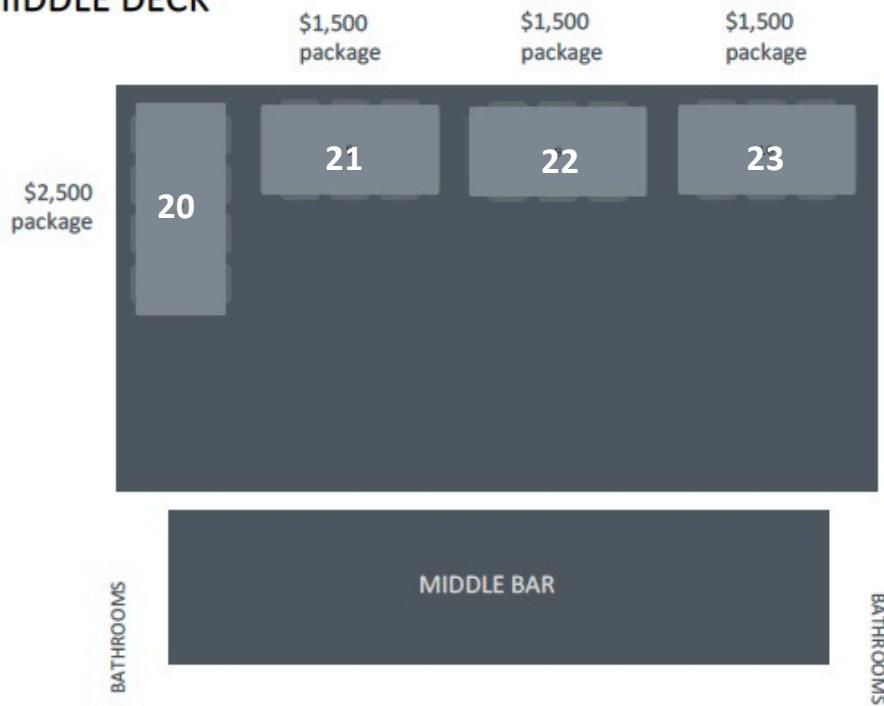 MIDDLE DECK
$1,500
package
$1,500
package
$1,500
package
$2,500
package
20
21
22
23
MIDDLE BAR
BATHROOMS
BATHROOMS